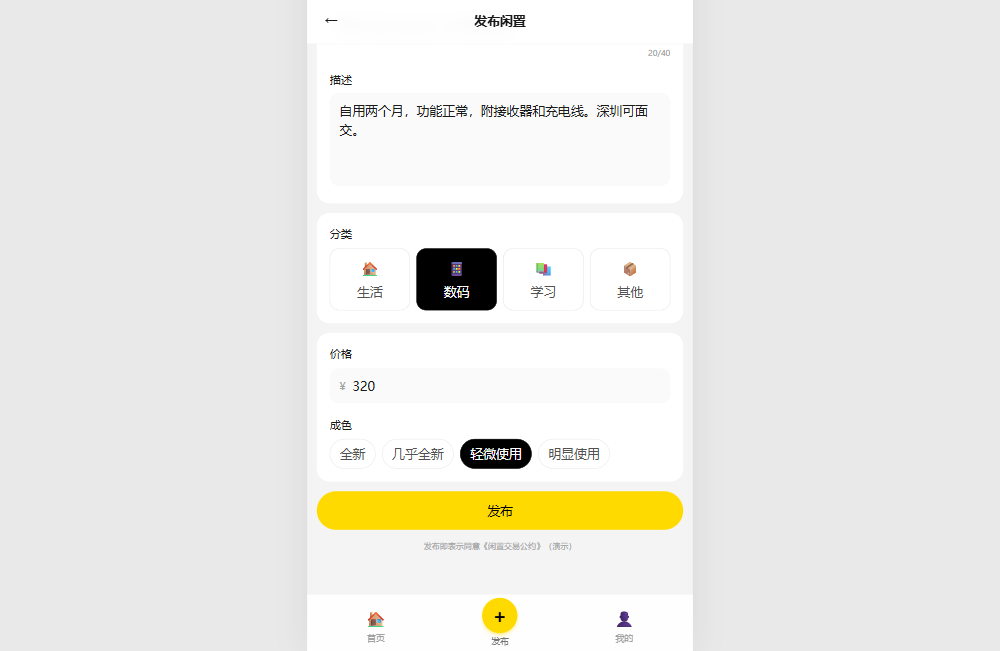 ← 发布闲置
20/40
描述
自用两个月，功能正常，附接收器和充电线。深圳可面
交。
分类
生活 数码 学习 其他
价格
¥ 320
成色
全新 几乎全新 轻微使用 明显使用
发布
发布即表示同意《闲置交易公约》（演示）
+
首页 发布 我的